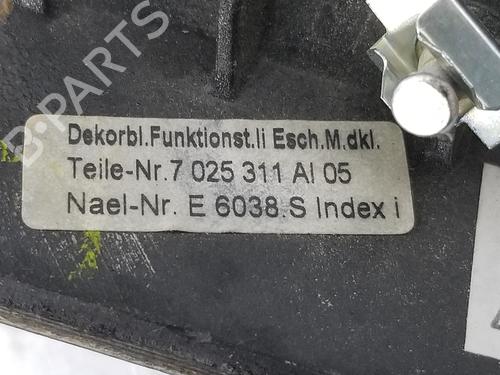 B-PARTS
Dekorbl.Funktionst.li Esch.M.dkl.
Teile-Nr.7 025 311 AI 05
Nael-Nr. E 6038.S Index i